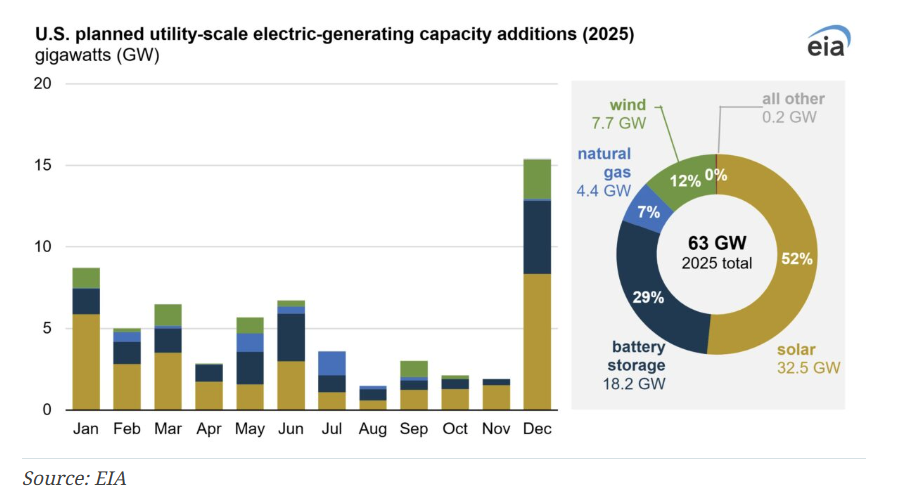 U.S. planned utility-scale electric-generating capacity additions (2025)
gigawatts (GW)
eia
20
15
10
5
0
Jan Feb Mar Apr May Jun Jul Aug Sep Oct Nov Dec
wind
7.7 GW
all other
0.2 GW
natural
gas
4.4 GW
12% 0%
7%
63 GW
2025 total
52%
29%
battery
storage
18.2 GW
solar
32.5 GW
Source: EIA